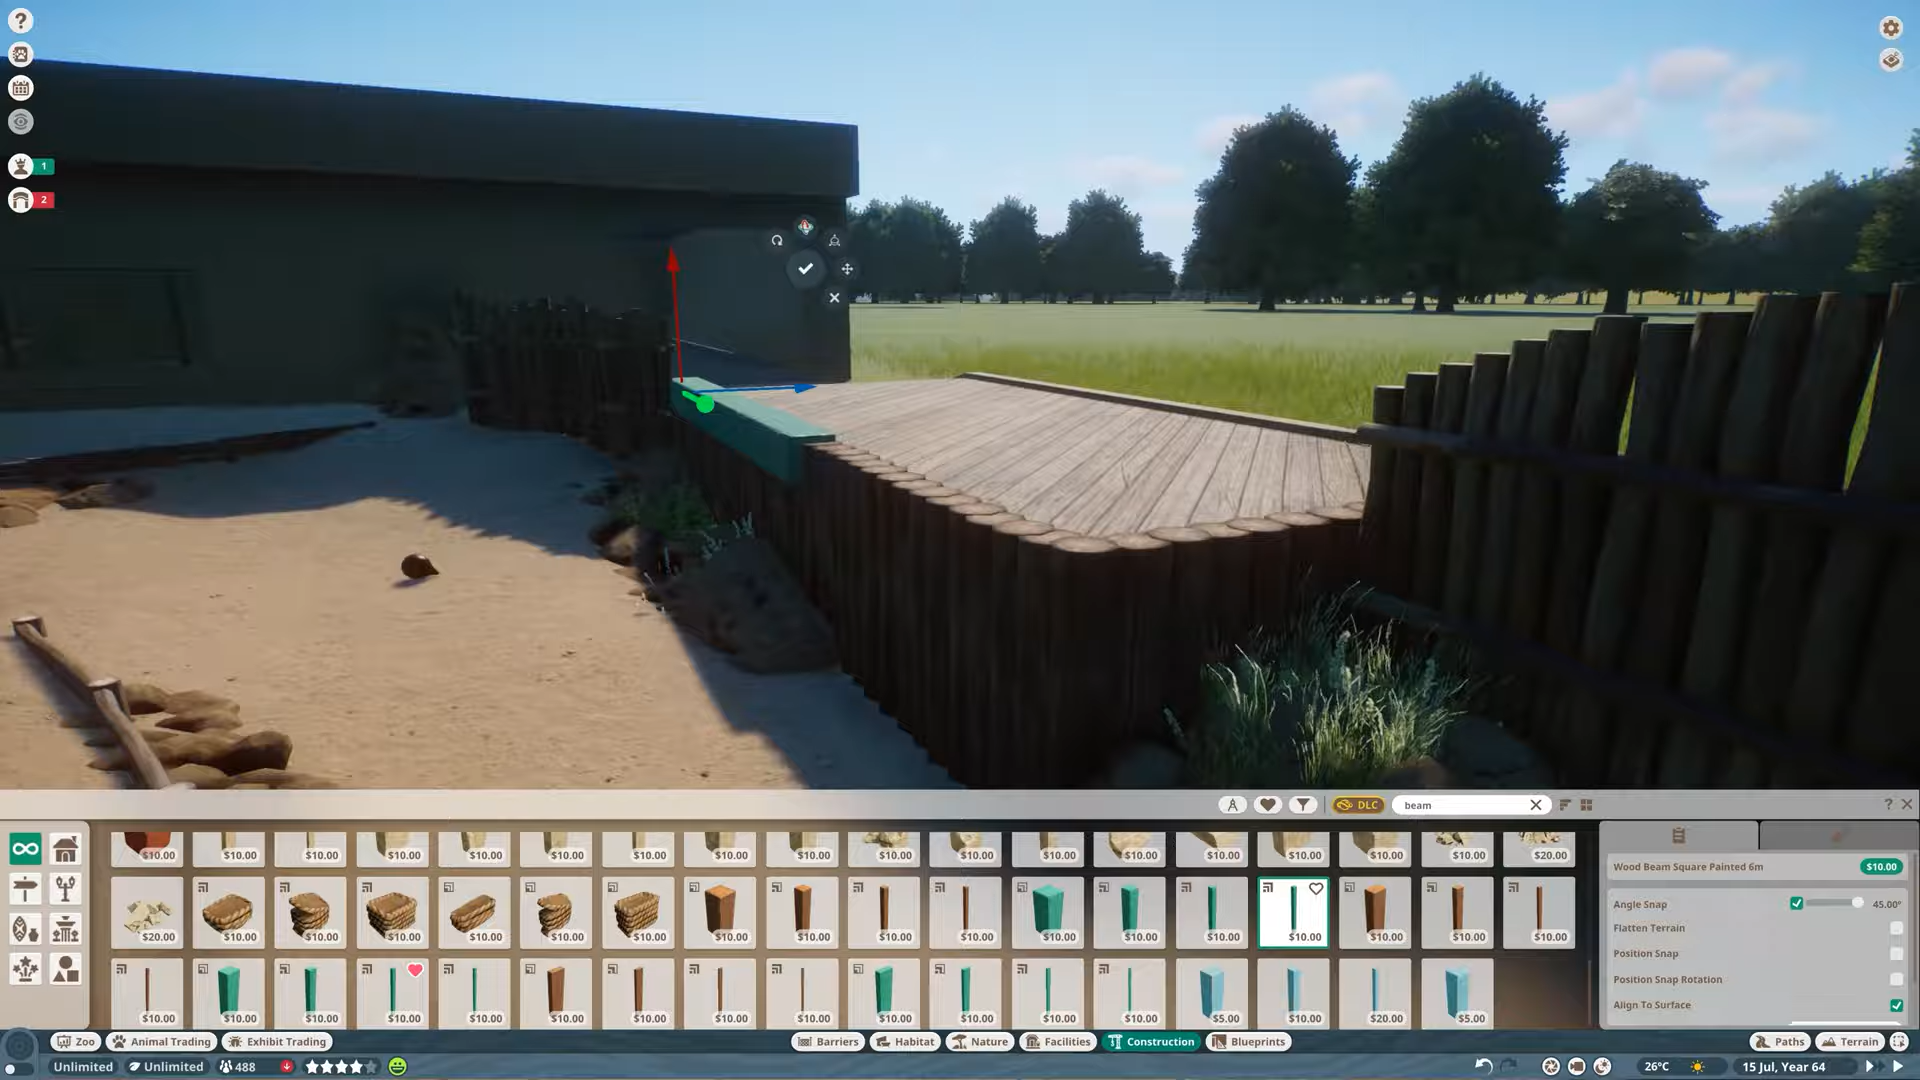 ?
1
2
DLC
beam
?
$10.00 $10.00 $10.00 $10.00 $10.00 $10.00 $10.00 $10.00 $10.00 $10.00 $10.00 $10.00 $10.00 $10.00 $10.00 $10.00 $10.00 $20.00
$20.00 $10.00 $10.00 $10.00 $10.00 $10.00 $10.00 $10.00 $10.00 $10.00 $10.00 $10.00 $10.00 $10.00 $10.00 $10.00 $10.00 $10.00
$10.00 $10.00 $10.00 $10.00 $10.00 $10.00 $10.00 $10.00 $10.00 $10.00 $10.00 $10.00 $10.00 $5.00 $10.00 $20.00 $5.00
Wood Beam Square Painted 6m $10.00
Angle Snap 45.00°
Flatten Terrain
Position Snap
Position Snap Rotation
Align To Surface
Zoo Animal Trading Exhibit Trading Barriers Habitat Nature Facilities Construction Blueprints Paths Terrain
Unlimited Unlimited 488 26°C 15 Jul, Year 64